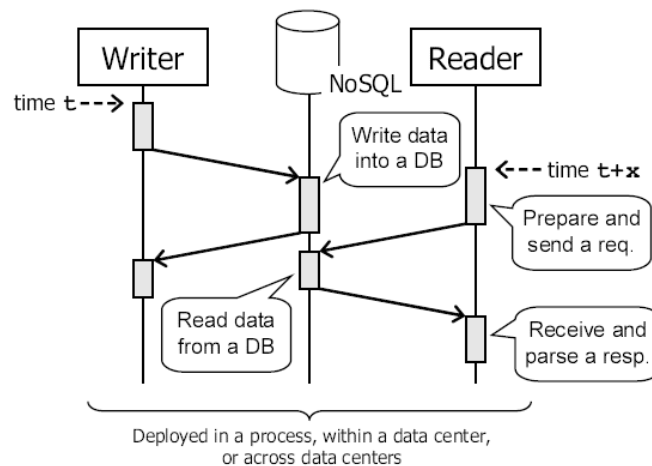 Writer
NoSQL
Reader
time t
Write data
into a DB
time t+x
Prepare and
send a req.
Read data
from a DB
Receive and
parse a resp.
Deployed in a process, within a data center,
or across data centers